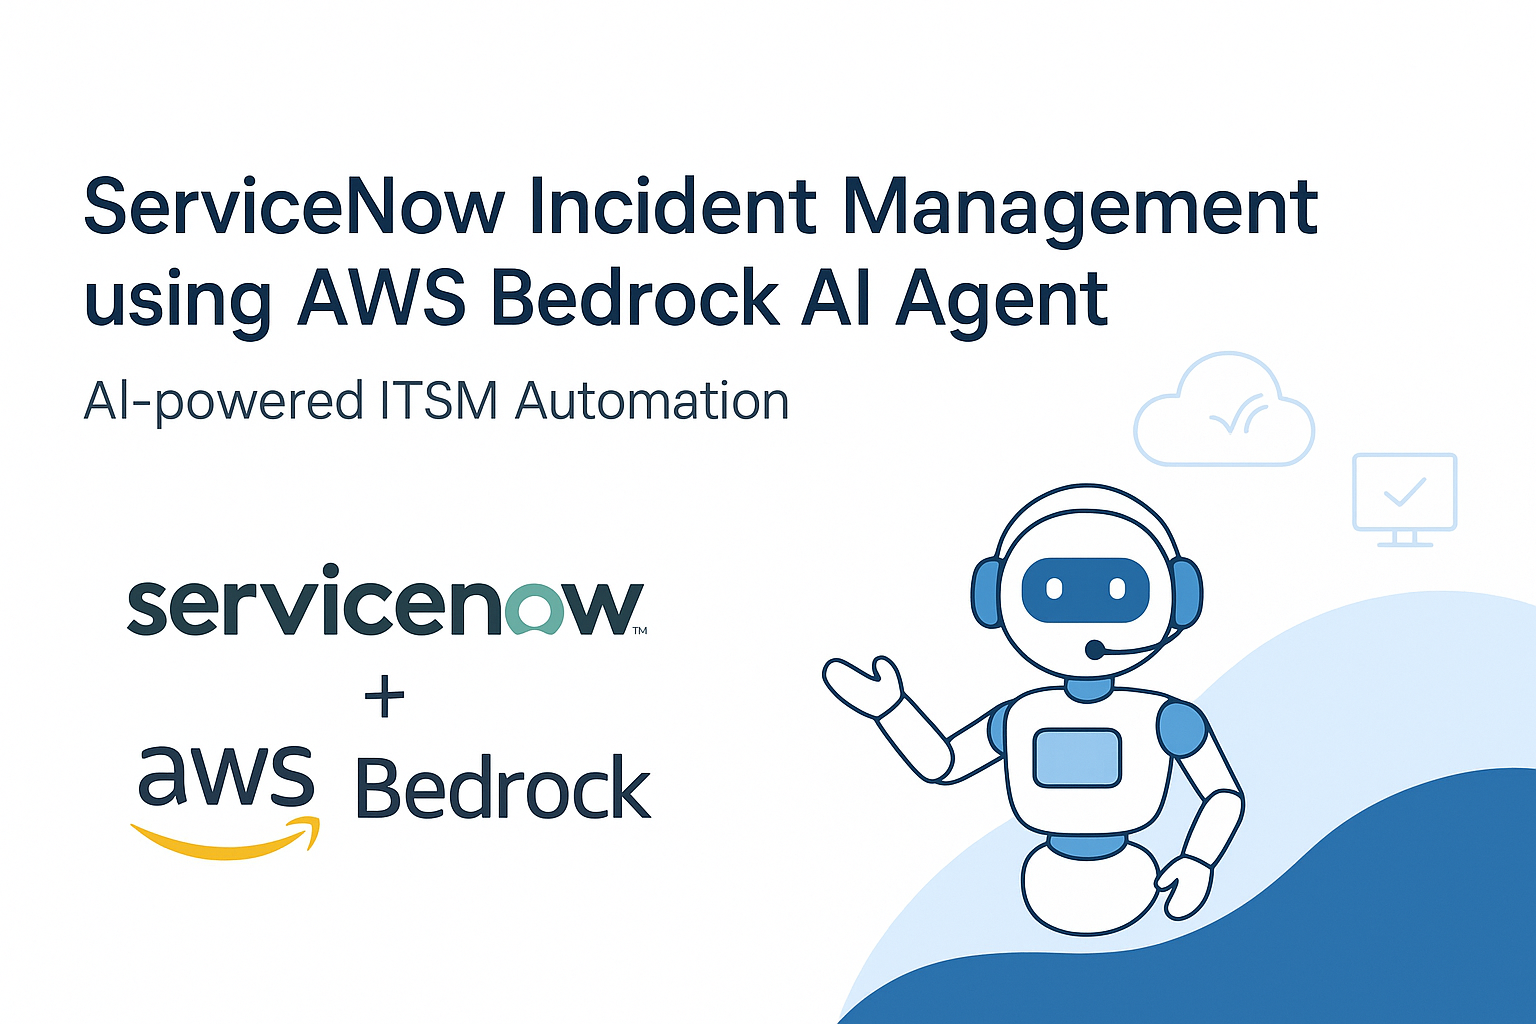 ServiceNow Incident Management
using AWS Bedrock AI Agent
AI-powered ITSM Automation
servicenow™
+
aws Bedrock